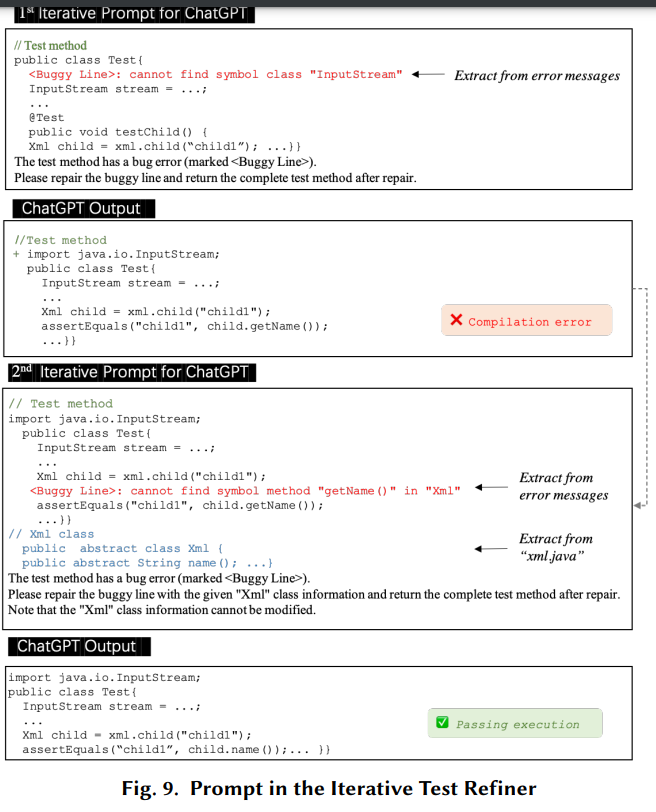 1st Iterative Prompt for ChatGPT
// Test method
public class Test{
<Buggy Line>: cannot find symbol class "InputStream"
Extract from error messages
InputStream stream = ...;
...
@Test
public void testChild() {
Xml child = xml.child("child1"); ...}}
The test method has a bug error (marked <Buggy Line>).
Please repair the buggy line and return the complete test method after repair.
ChatGPT Output
//Test method
+ import java.io.InputStream;
public class Test{
InputStream stream = ...;
...
Xml child = xml.child("child1");
assertEquals("child1", child.getName());
...}}
❌ Compilation error
2nd Iterative Prompt for ChatGPT
// Test method
import java.io.InputStream;
public class Test{
InputStream stream = ...;
...
Xml child = xml.child("child1");
<Buggy Line>: cannot find symbol method "getName()" in "Xml"
assertEquals("child1", child.getName());
...}}
Extract from
error messages
// Xml class
public abstract class Xml {
public abstract String name(); ...}
Extract from
"xml.java"
The test method has a bug error (marked <Buggy Line>).
Please repair the buggy line with the given "Xml" class information and return the complete test method after repair.
Note that the "Xml" class information cannot be modified.
ChatGPT Output
import java.io.InputStream;
public class Test{
InputStream stream = ...;
...
Xml child = xml.child("child1");
assertEquals("child1", child.name());... }}
✅ Passing execution
Fig. 9. Prompt in the Iterative Test Refiner